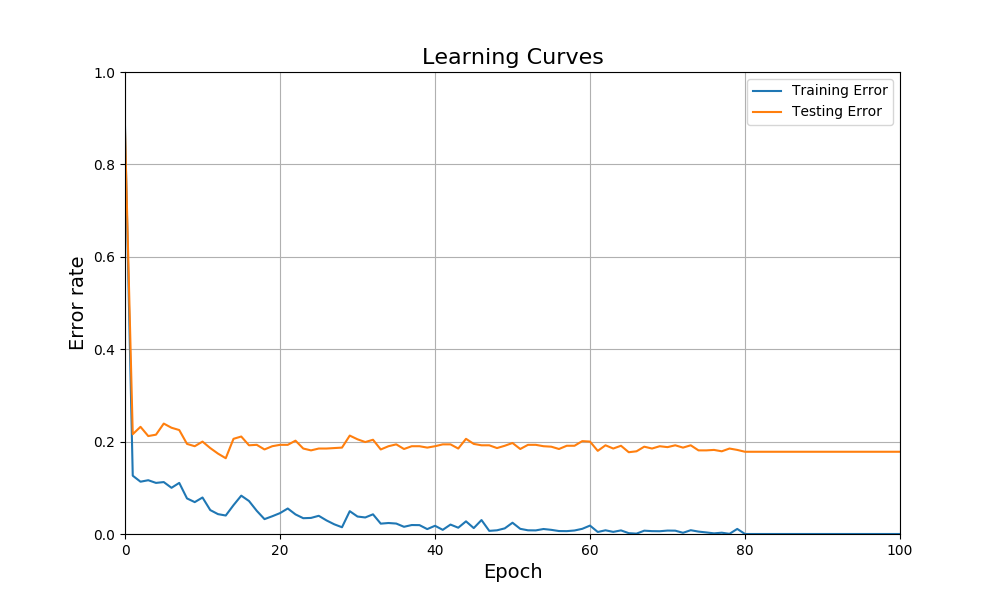 Learning Curves
1.0
Training Error
Testing Error
0.8
0.6
Error rate
0.4
0.2
0.0
0 20 40 60 80 100
Epoch